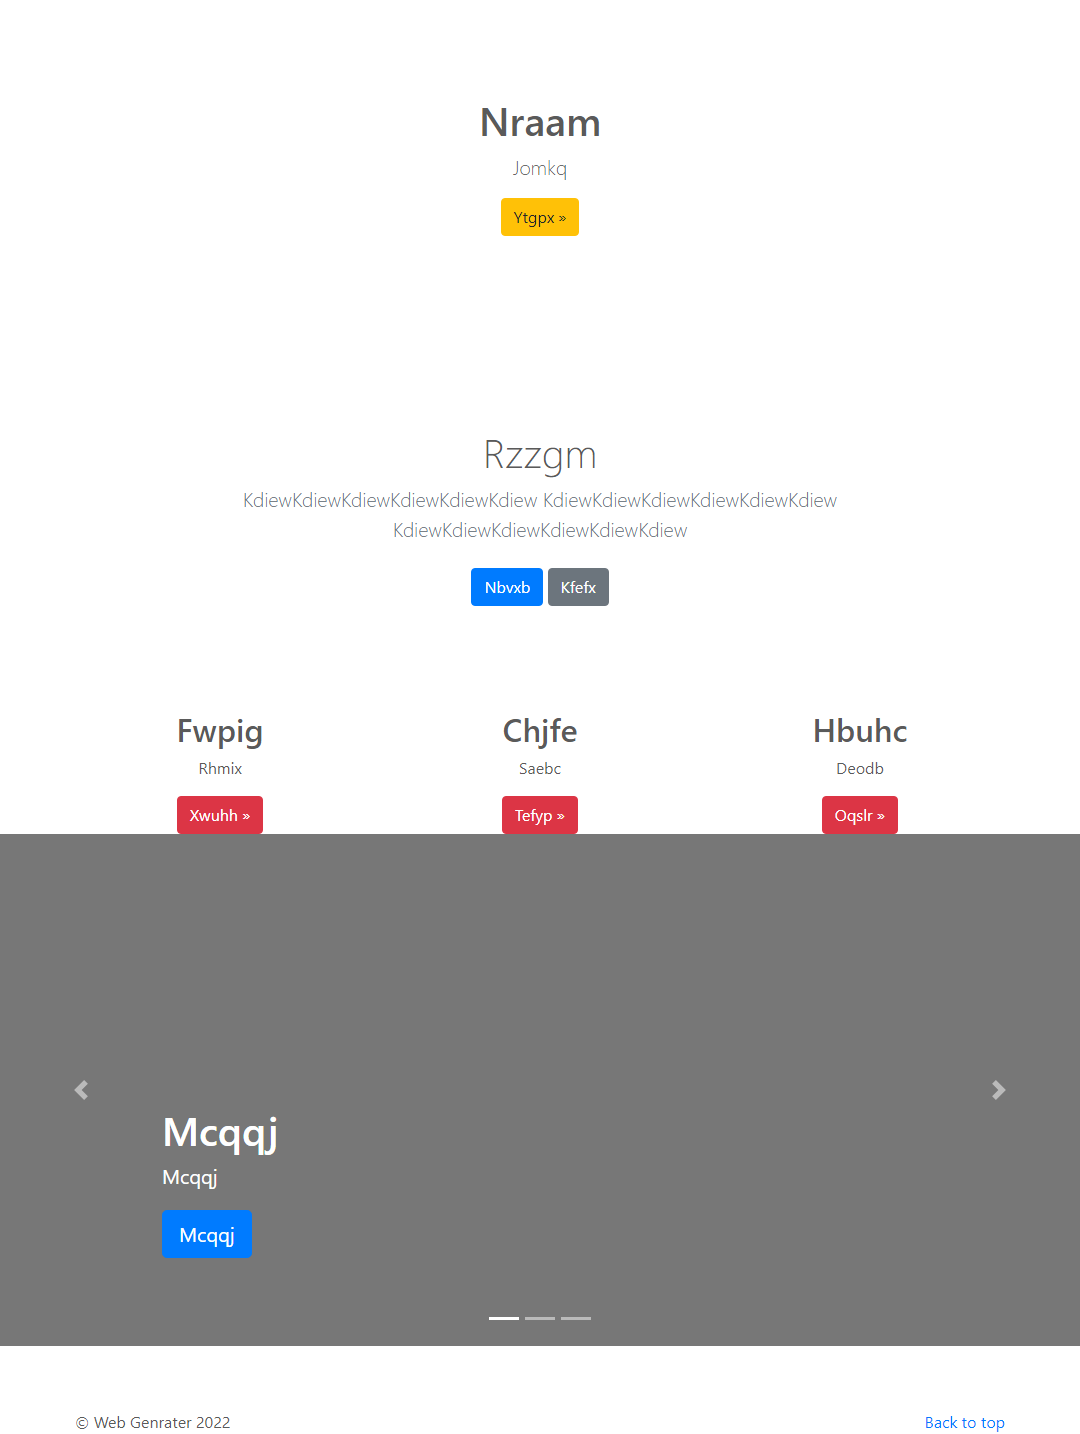 Nraam
Jomkq
Ytgpx »
Rzzgm
KdiewKdiewKdiewKdiewKdiewKdiew KdiewKdiewKdiewKdiewKdiewKdiew
KdiewKdiewKdiewKdiewKdiewKdiew
Nbvxb Kfefx
Fwpig Chjfe Hbuhc
Rhmix Saebc Deodb
Xwuhh » Tefyp » Oqslr »
Mcqqj
Mcqqj
Mcqqj
© Web Genrater 2022 Back to top